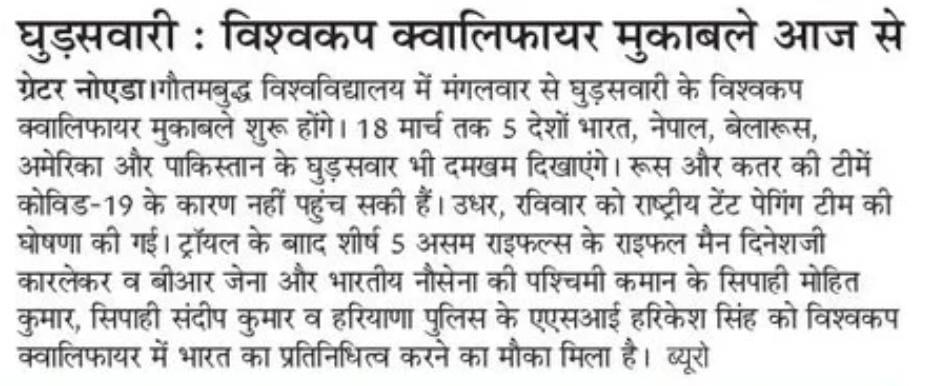 घुड़सवारी : विश्वकप क्वालिफायर मुकाबले आज से
ग्रेटर नोएडा।गौतमबुद्ध विश्वविद्यालय में मंगलवार से घुड़सवारी के विश्वकप
क्वालिफायर मुकाबले शुरू होंगे। 18 मार्च तक 5 देशों भारत, नेपाल, बेलारूस,
अमेरिका और पाकिस्तान के घुड़सवार भी दमखम दिखाएंगे। रूस और कतर की टीमें
कोविड-19 के कारण नहीं पहुंच सकी हैं। उधर, रविवार को राष्ट्रीय टेंट पेगिंग टीम की
घोषणा की गई। ट्रॉयल के बााद शीर्ष 5 असम राइफल्स के राइफल मैन दिनेशजी
कारलेकर व बीआर जेना और भारतीय नौसेना की पश्चिमी कमान के सिपाही मोहित
कुमार, सिपाही संदीप कुमार व हरियाणा पुलिस के एएसआई हरिकेश सिंह को विश्वकप
क्वालिफायर में भारत का प्रतिनिधित्व करने का मौका मिला है। ब्यूरो